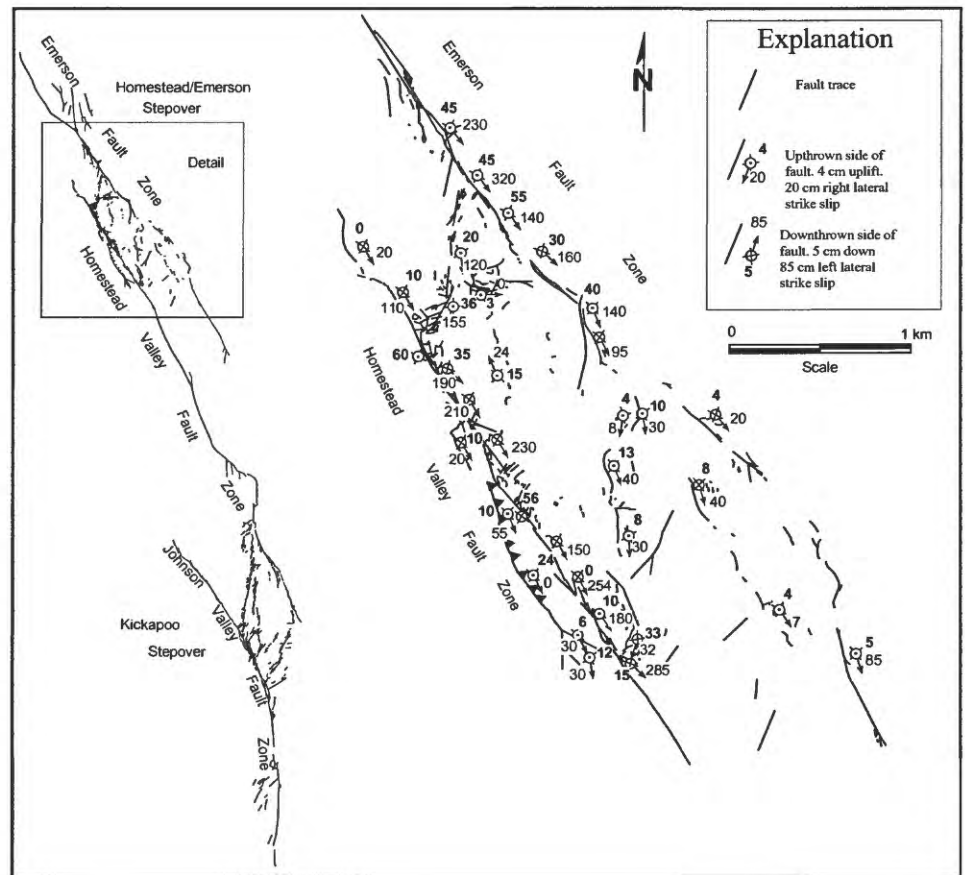 Emerson
Fault
Zone
Homestead/Emerson
Stepover
Detail
Homestead
Valley
Fault
Zone
Johnson
Valley
Fault
Zone
Kickapoo
Stepover
Emerson
Fault
Zone
N
45
230
45
320
55
140
30
160
0
20
20
120
10
110
0
3
36
155
40
140
95
60
35
190
24
15
210
Homestead
Valley
Fault
Zone
10
20
230
4
8
10
30
4
20
13
40
8
40
56
10
55
8
30
150
24
0
0
254
10
180
3
6
30
12
30
33
32
15
285
4
7
5
85
Explanation
Fault trace
4
20
Upthrown side of
fault. 4 cm uplift.
20 cm right lateral
strike slip
85
5
Downthrown side of
fault. 5 cm down
85 cm left lateral
strike slip
0
1 km
Scale